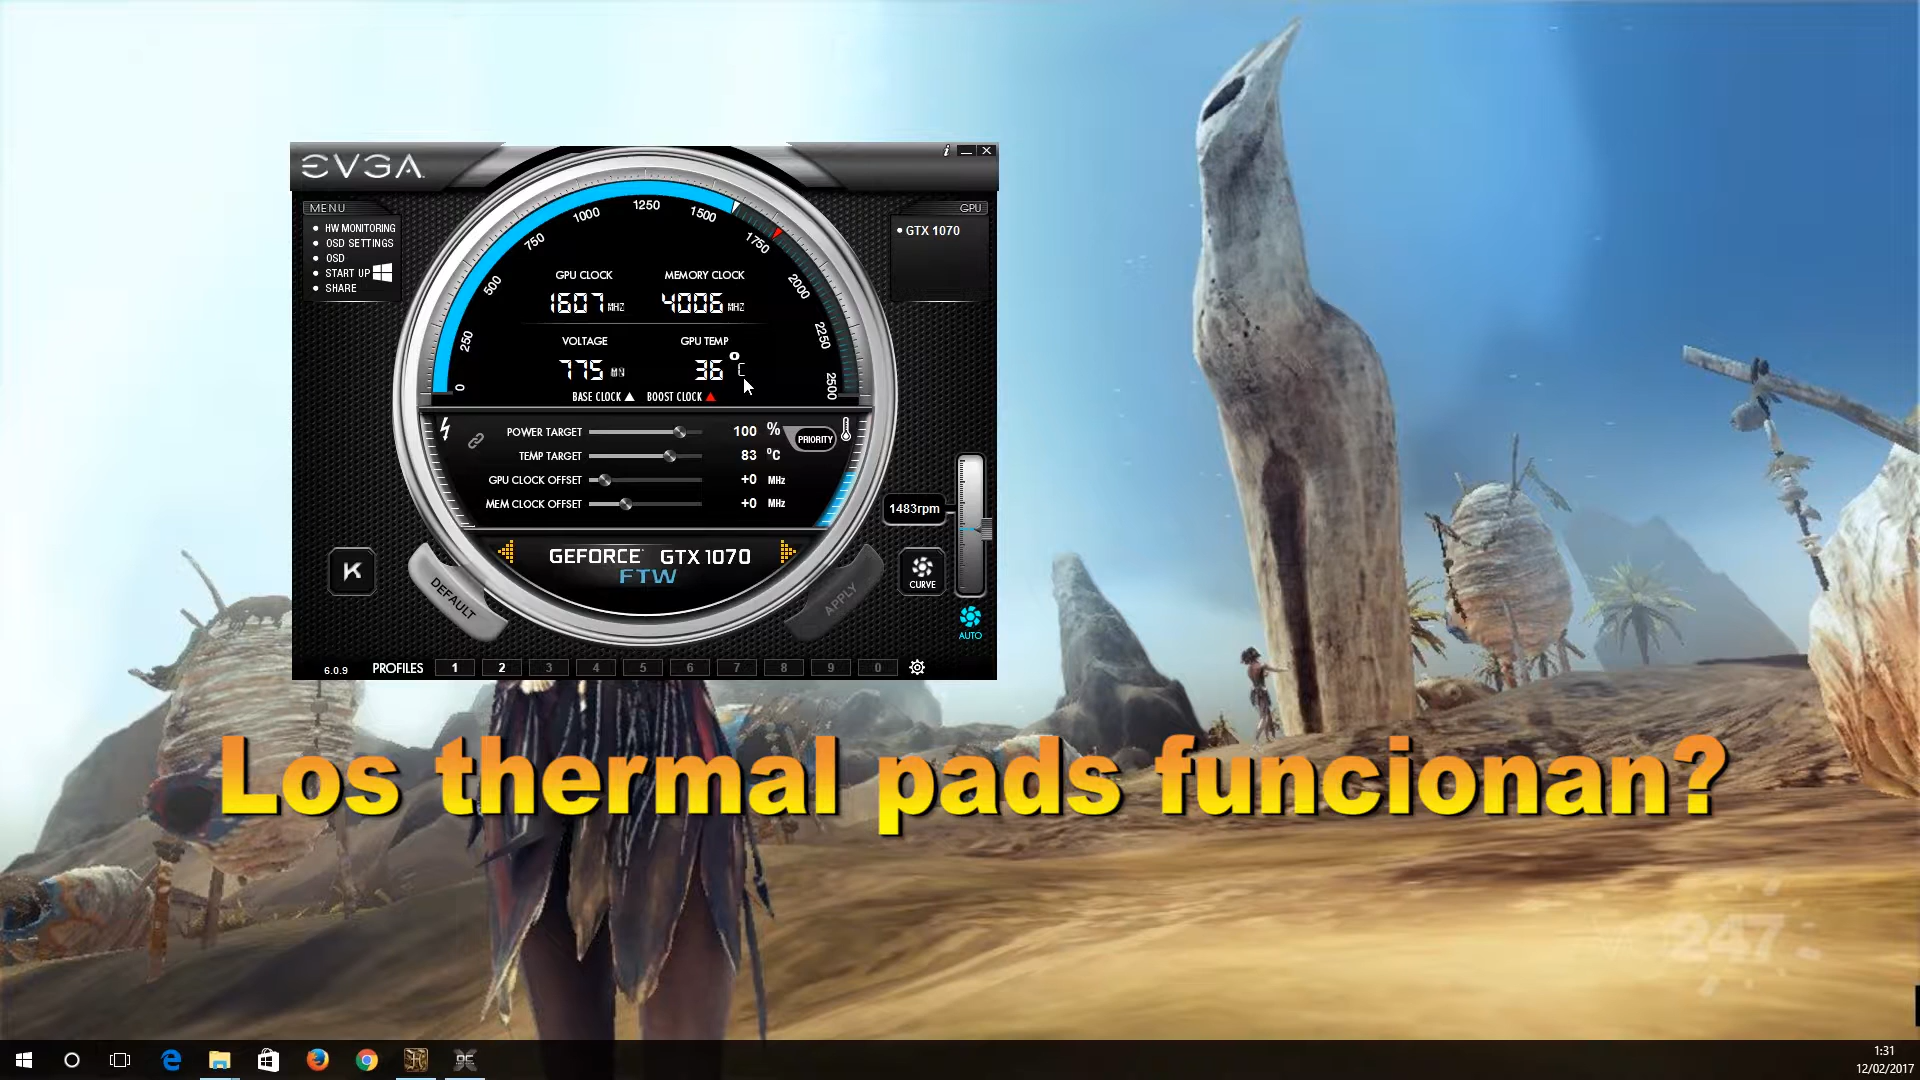 EVGA
MENU
HW MONITORING
OSD SETTINGS
OSD
START UP
SHARE
GPU
GTX 1070
0
250
500
750
1000
1250
1500
1750
2000
2250
2500
GPU CLOCK
1607 MHZ
MEMORY CLOCK
4006 MHZ
VOLTAGE
775
GPU TEMP
36 °C
BASE CLOCK
BOOST CLOCK
POWER TARGET 100 %
PRIORITY
TEMP TARGET 83 °C
GPU CLOCK OFFSET +0 MHz
MEM CLOCK OFFSET +0 MHz
1483rpm
GEFORCE GTX 1070
FTW
K
DEFAULT
APPLY
CURVE
AUTO
6.0.9 PROFILES 1 2 3 4 5 6 7 8 9 0
Los thermal pads funcionan?
247
1:31
12/02/2017